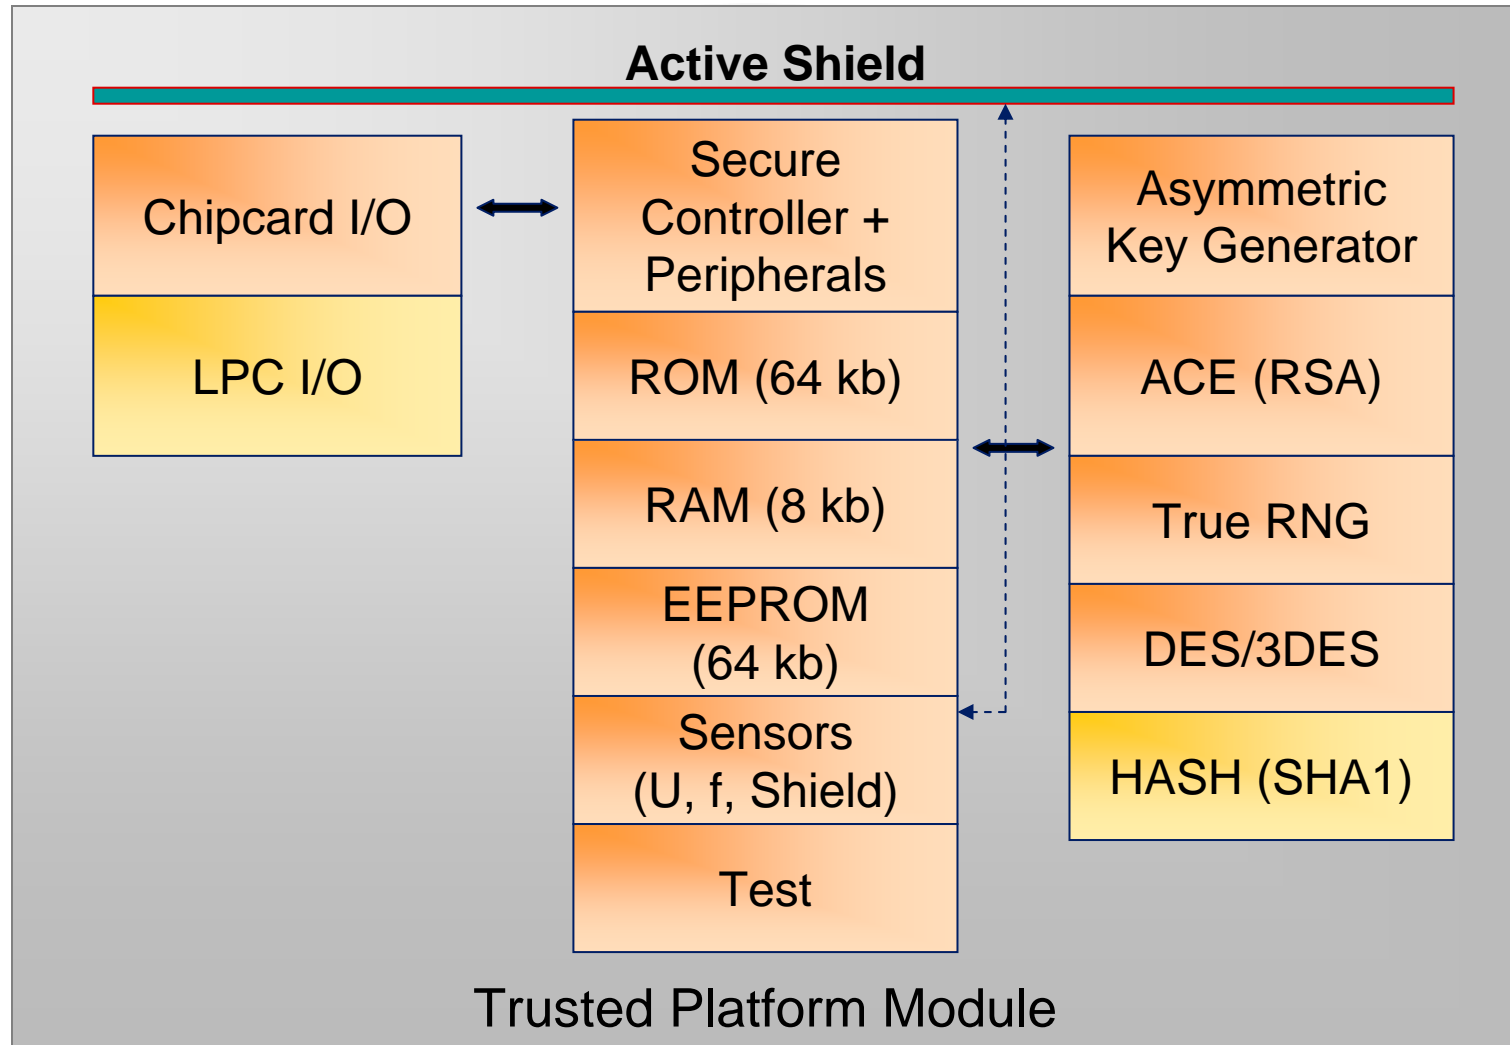 Active Shield
Chipcard I/O
LPC I/O
Secure
Controller +
Peripherals
ROM (64 kb)
RAM (8 kb)
EEPROM
(64 kb)
Sensors
(U, f, Shield)
Test
Asymmetric
Key Generator
ACE (RSA)
True RNG
DES/3DES
HASH (SHA1)
Trusted Platform Module